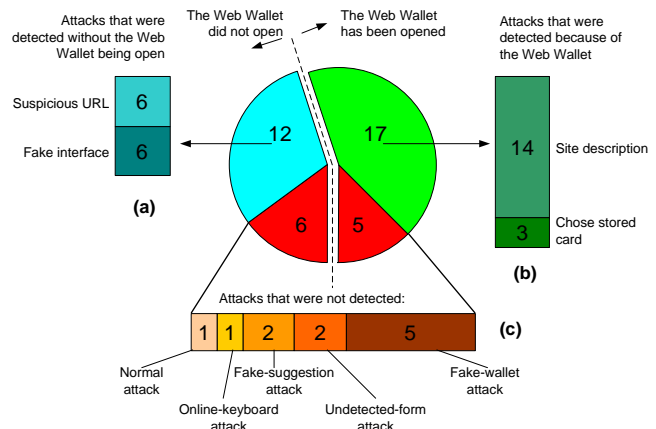 Attacks that were
detected without the Web
Wallet being open
The Web Wallet
did not open
The Web Wallet
has been opened
Attacks that were
detected because of
the Web Wallet
Suspicious URL
6
Fake interface
6
(a)
12
17
6
5
14
Site description
3
Chose stored
card
(b)
Attacks that were not detected:
(c)
1
1
2
2
5
Normal
attack
Online-keyboard
attack
Fake-suggestion
attack
Undetected-form
attack
Fake-wallet
attack